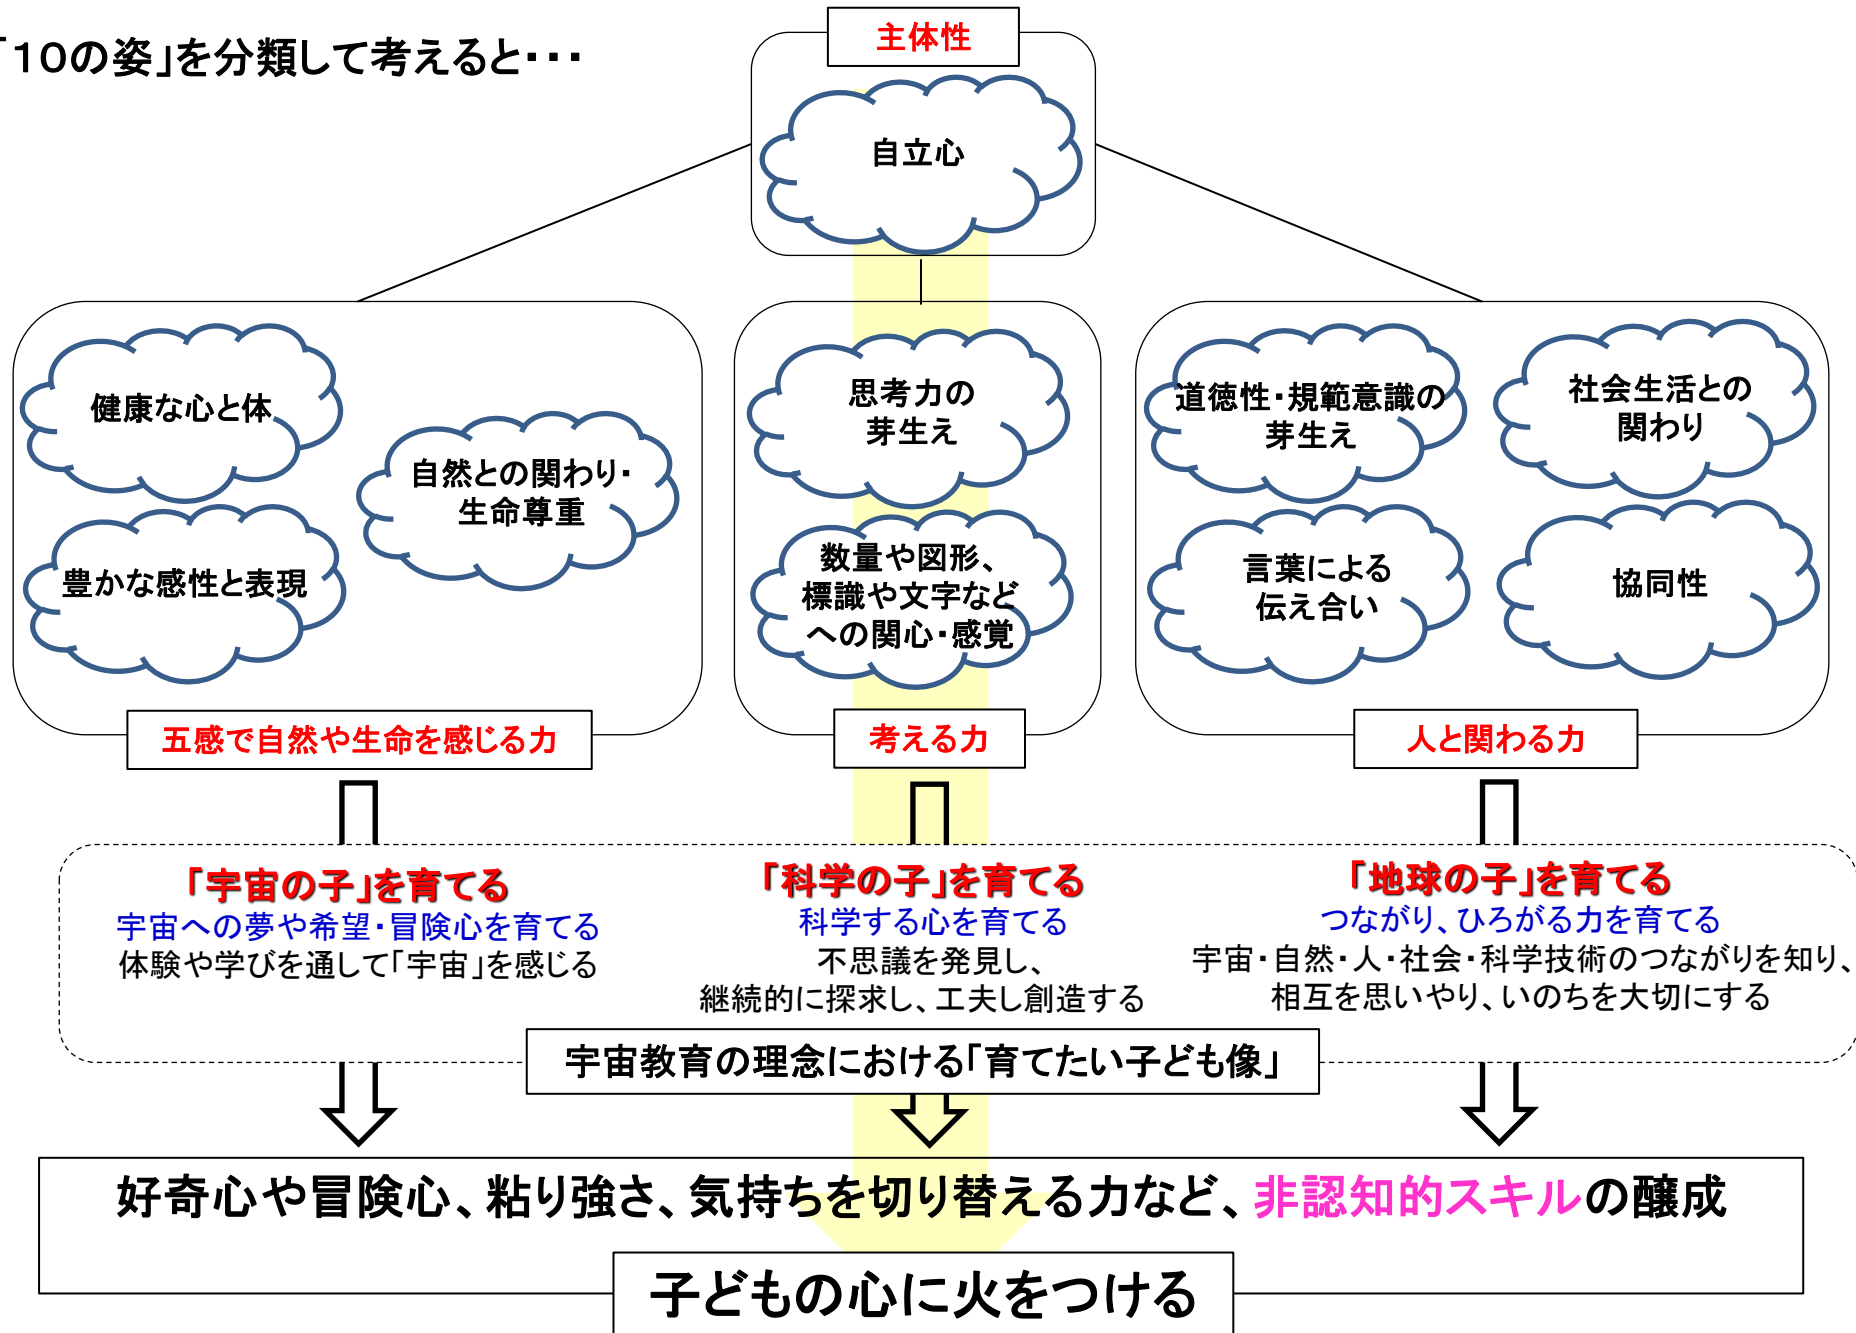 「10の姿」を分類して考えると・・・
主体性
自立心
健康な心と体
自然との関わり・
生命尊重
豊かな感性と表現
五感で自然や生命を感じる力
思考力の
芽生え
数量や図形、
標識や文字など
への関心・感覚
考える力
道徳性・規範意識の
芽生え
社会生活との
関わり
言葉による
伝え合い
協同性
人と関わる力
「宇宙の子」を育てる
宇宙への夢や希望・冒険心を育てる
体験や学びを通して「宇宙」を感じる
「科学の子」を育てる
科学する心を育てる
不思議を発見し、
継続的に探求し、工夫し創造する
「地球の子」を育てる
つながり、ひろがる力を育てる
宇宙・自然・人・社会・科学技術のつながりを知り、
相互を思いやり、いのちを大切にする
宇宙教育の理念における「育てたい子ども像」
好奇心や冒険心、粘り強さ、気持ちを切り替える力など、非認知的スキルの醸成
子どもの心に火をつける